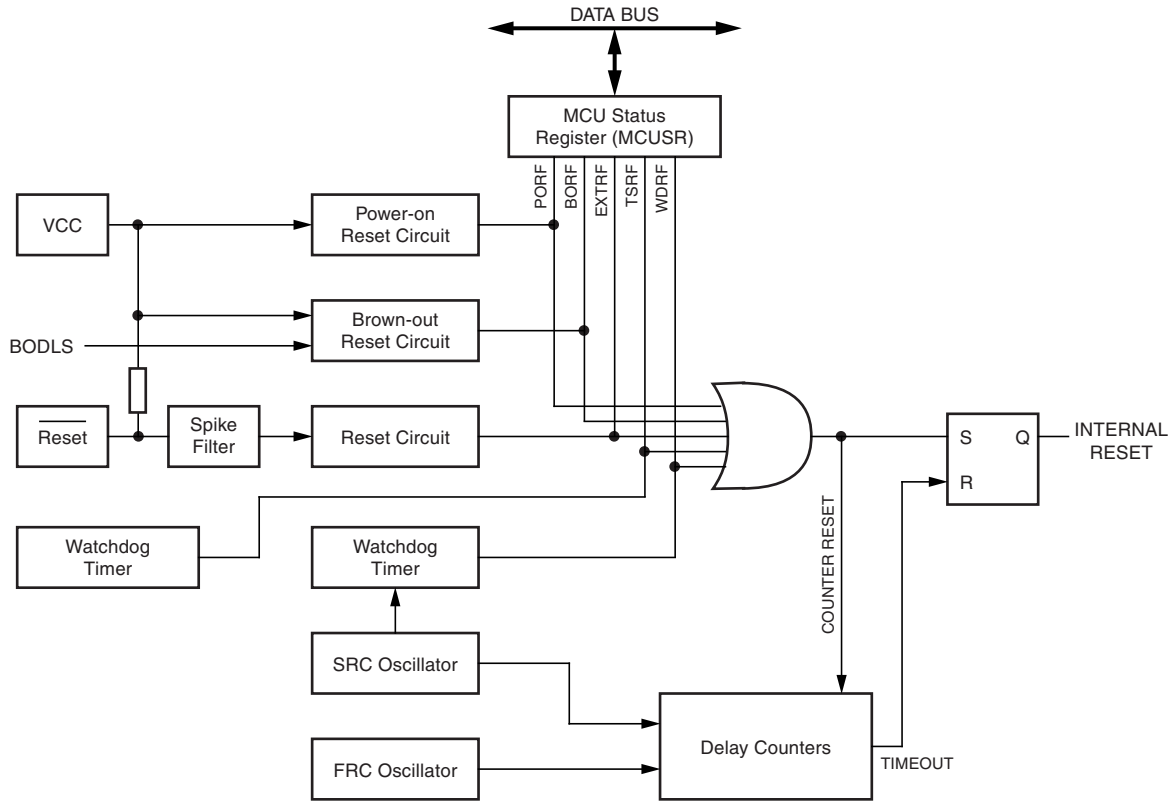 DATA BUS
MCU Status
Register (MCUSR)
PORF
BORF
EXTRF
TSRF
WDRF
VCC
Power-on
Reset Circuit
BODLS
Brown-out
Reset Circuit
Reset
Spike
Filter
Reset Circuit
S
Q
R
INTERNAL
RESET
Watchdog
Timer
Watchdog
Timer
COUNTER RESET
SRC Oscillator
FRC Oscillator
Delay Counters
TIMEOUT